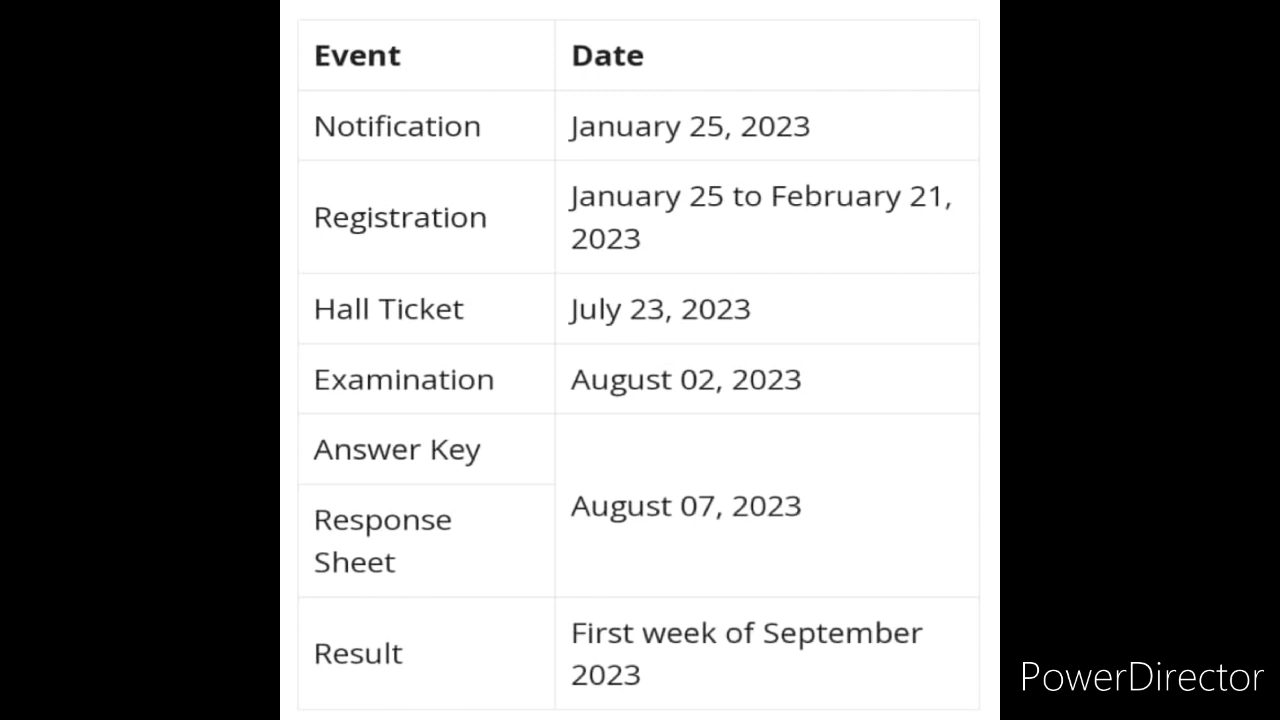 Event Date
Notification January 25, 2023
Registration January 25 to February 21,
2023
Hall Ticket July 23, 2023
Examination August 02, 2023
Answer Key
August 07, 2023
Response
Sheet
Result First week of September
2023
PowerDirector